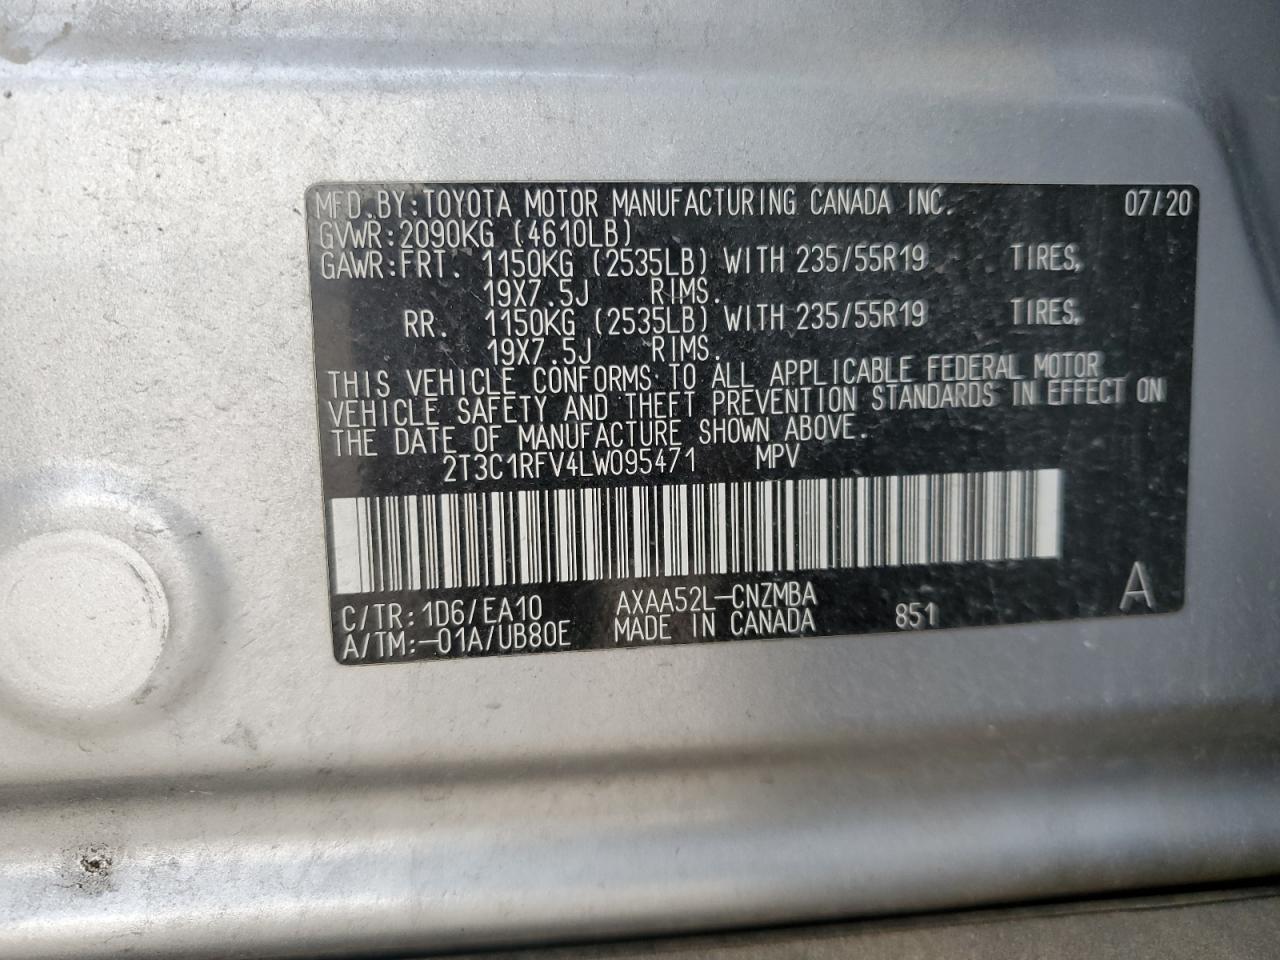 MFD.BY:TOYOTA MOTOR MANUFACTURING CANADA INC. 07/20
GVWR:2090KG (4610LB)
GAWR:FRT. 1150KG (2535LB) WITH 235/55R19 TIRES,
19X7.5J RIMS.
RR. 1150KG (2535LB) WITH 235/55R19 TIRES,
19X7.5J RIMS.
THIS VEHICLE CONFORMS TO ALL APPLICABLE FEDERAL MOTOR
VEHICLE SAFETY AND THEFT PREVENTION STANDARDS IN EFFECT ON
THE DATE OF MANUFACTURE SHOWN ABOVE.
2T3C1RFV4LW095471 MPV
C/TR:1D6/EA10 AXAA52L-CNZMBA A
A/TM:-01A/UB80E MADE IN CANADA 851